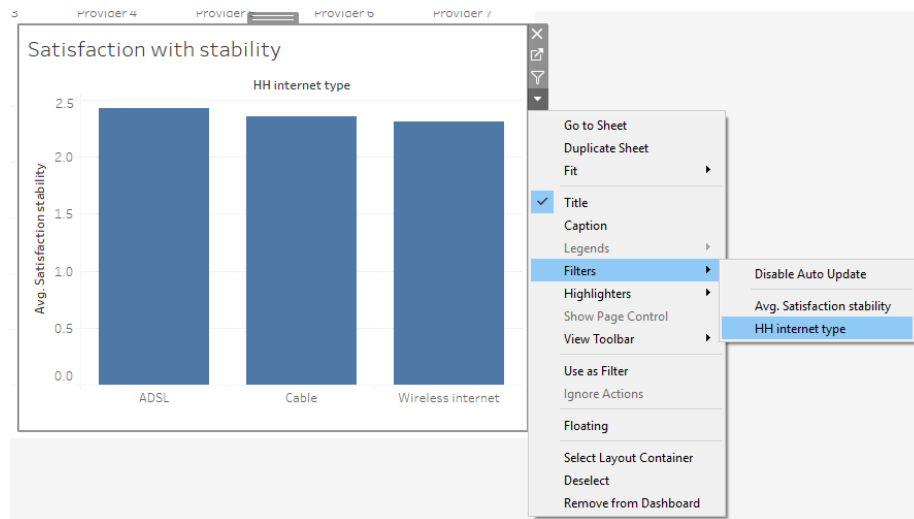 3 Provider 4 Provider Provider 6 Provider 7
Satisfaction with stability
HH internet type
Avg. Satisfaction stability
2.5
2.0
1.5
1.0
0.5
0.0
ADSL Cable Wireless internet
Go to Sheet
Duplicate Sheet
Fit
Title
Caption
Legends
Filters
Highlighters
Show Page Control
View Toolbar
Use as Filter
Ignore Actions
Floating
Select Layout Container
Deselect
Remove from Dashboard
Disable Auto Update
Avg. Satisfaction stability
HH internet type